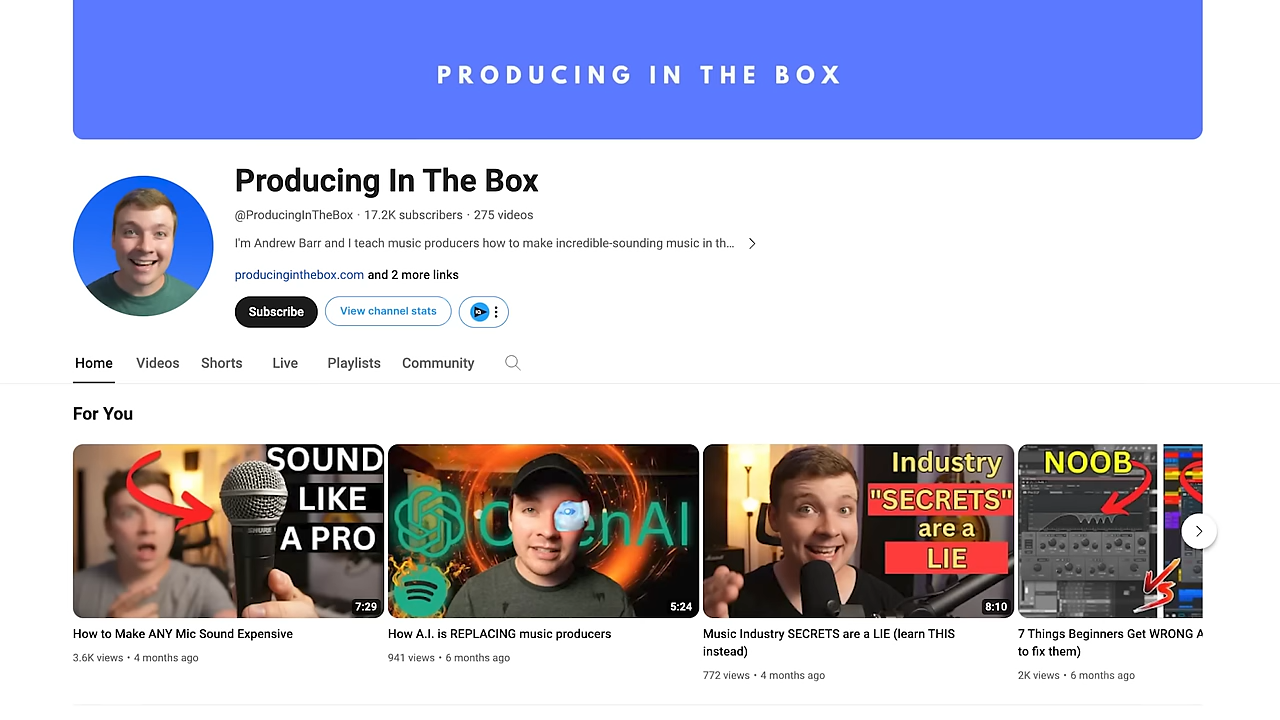 PRODUCING IN THE BOX
Producing In The Box
@ProducingInTheBox · 17.2K subscribers · 275 videos
I'm Andrew Barr and I teach music producers how to make incredible-sounding music in th...
producinginthebox.com and 2 more links
Subscribe
View channel stats
Home
Videos
Shorts
Live
Playlists
Community
For You
SOUND
LIKE
A PRO
SHURE
7:29
OpenAI
5:24
Industry
"SECRETS"
are a
LIE
8:10
NOOB
VS
How to Make ANY Mic Sound Expensive
3.6K views • 4 months ago
How A.I. is REPLACING music producers
941 views • 6 months ago
Music Industry SECRETS are a LIE (learn THIS
instead)
772 views • 4 months ago
7 Things Beginners Get WRONG A
to fix them)
2K views • 6 months ago